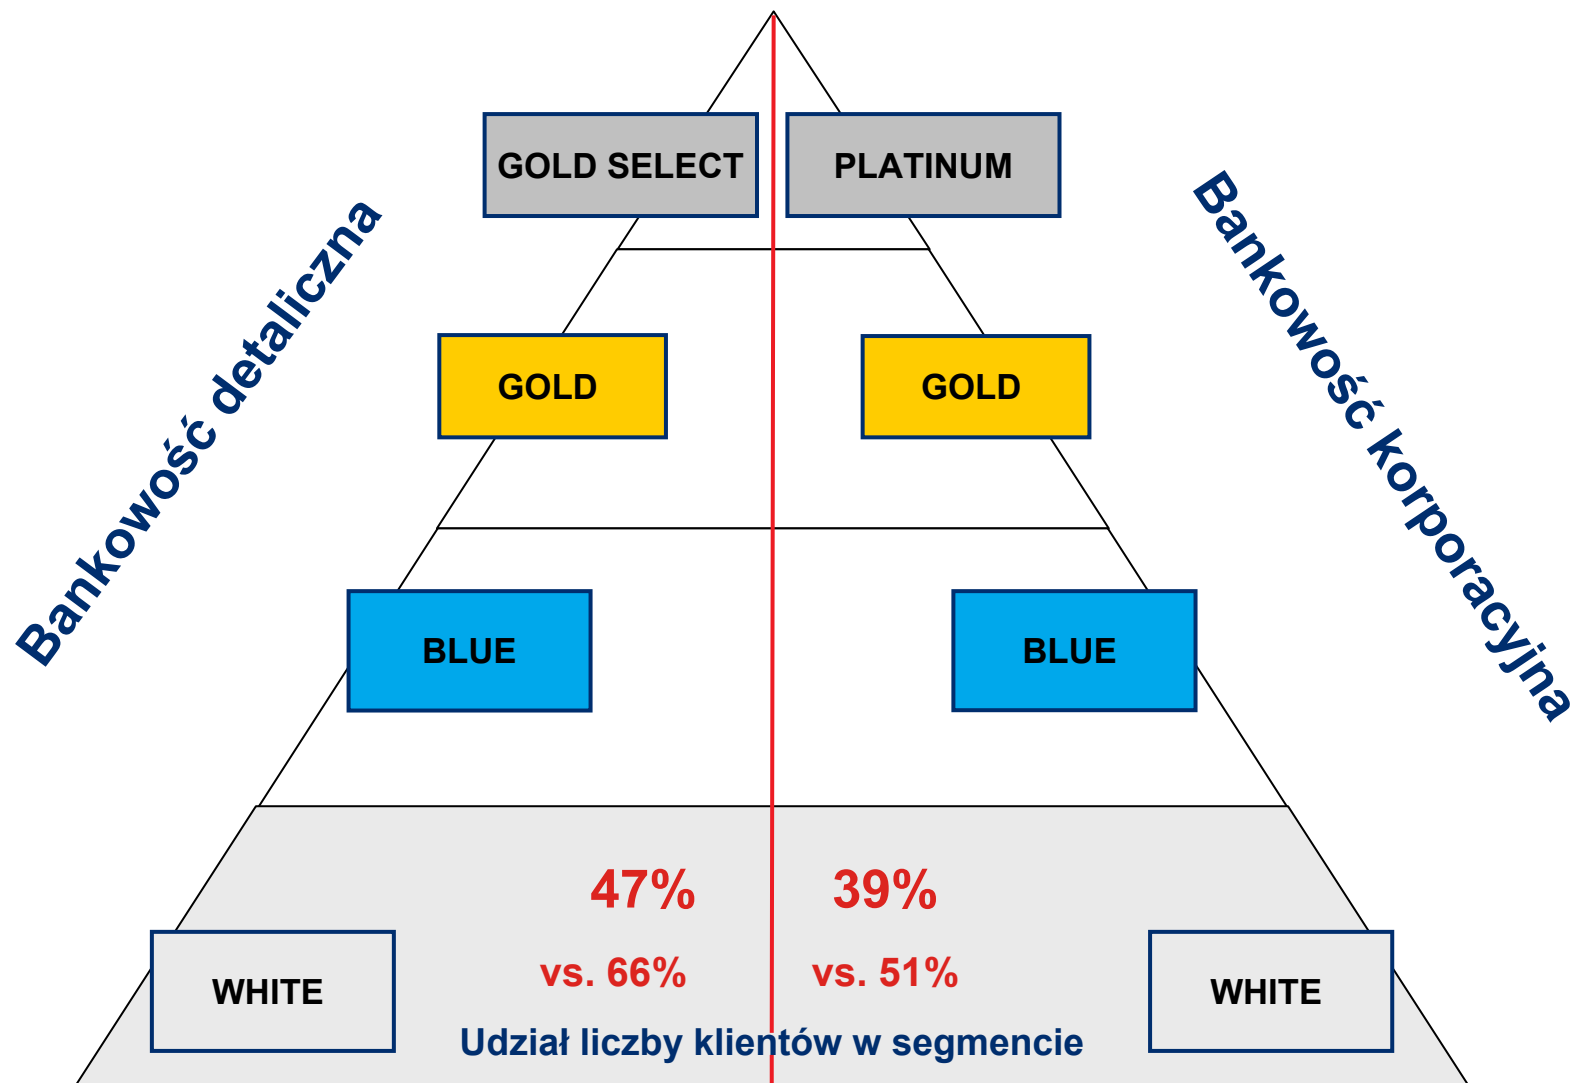 GOLD SELECT
PLATINUM
Bankowość detaliczna
Bankowość korporacyjna
GOLD
GOLD
BLUE
BLUE
47%
39%
vs. 66%
vs. 51%
WHITE
WHITE
Udział liczby klientów w segmencie